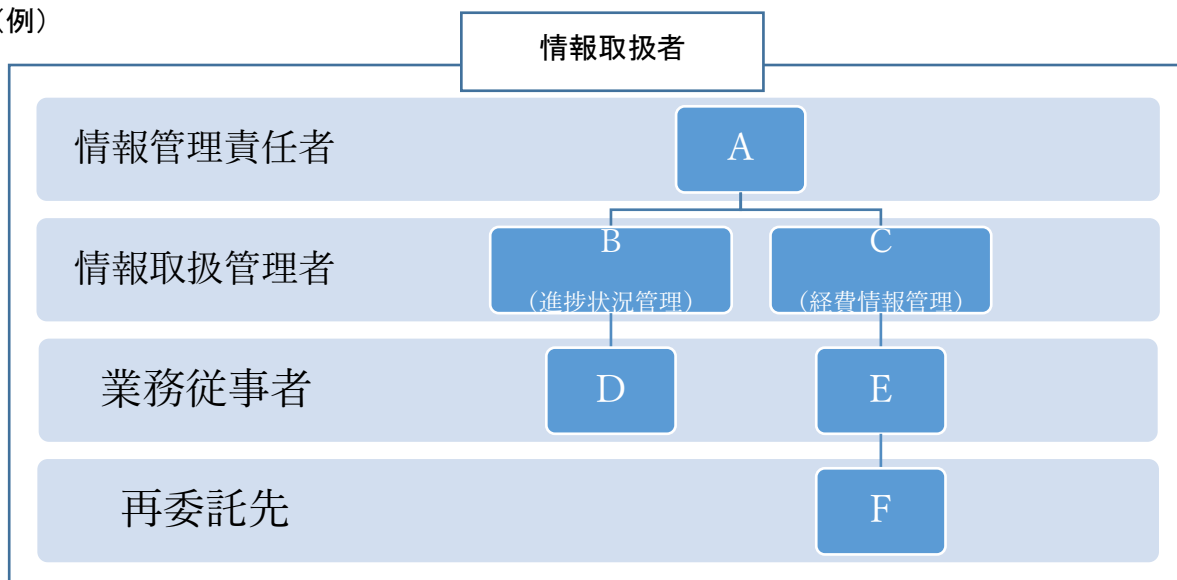 （例）
情報取扱者
情報管理責任者
A
情報取扱管理者
B
（進捗状況管理）
C
（経費情報管理）
業務従事者
D
E
再委託先
F